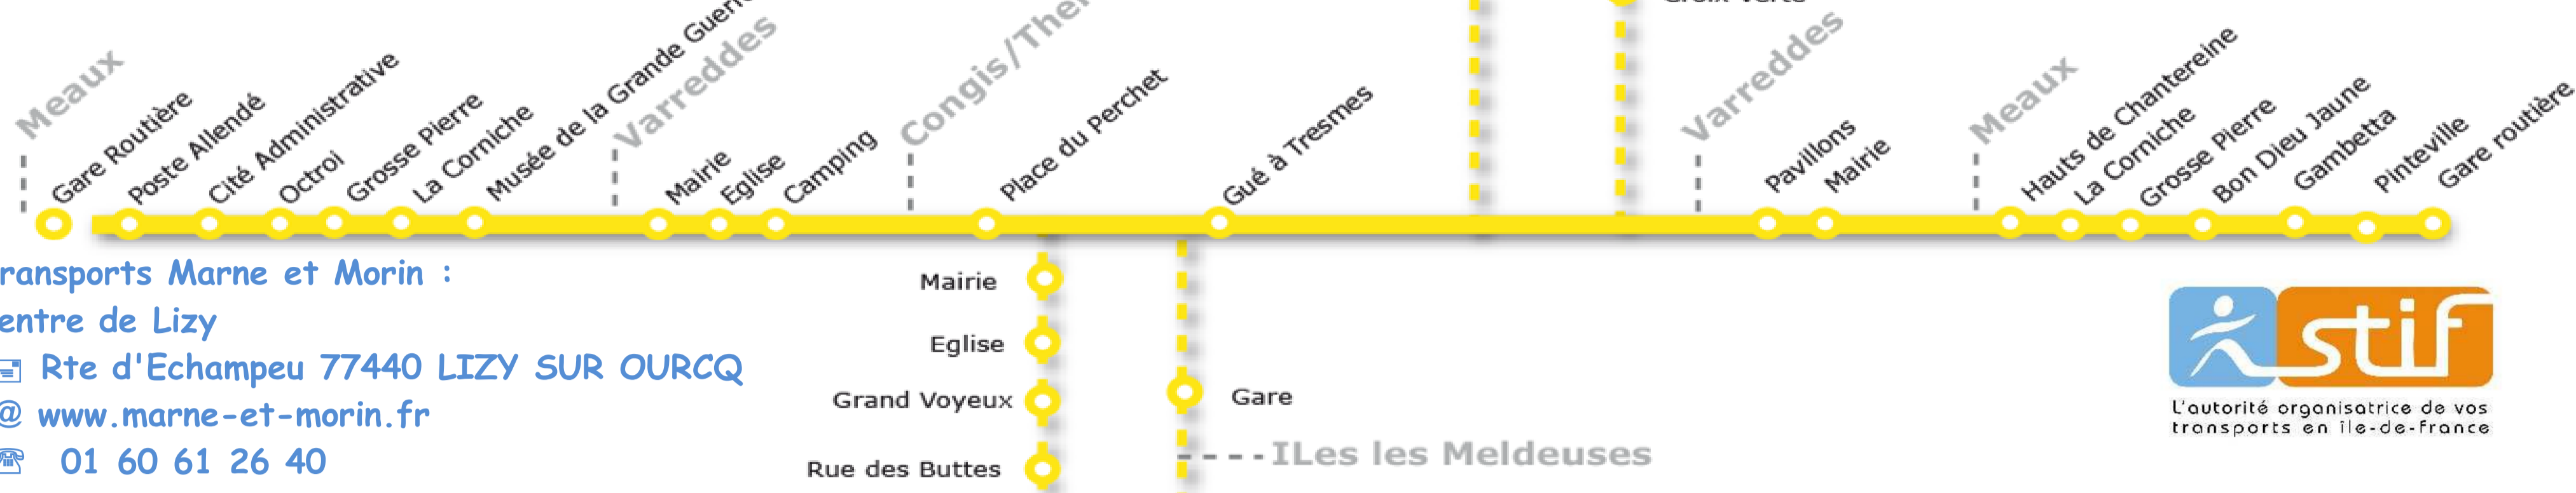 Meaux
Gare Routière
Poste Allendé
Cité Administrative
Octroi
Grosse Pierre
La Corniche
Musée de la Grande
Varreddes
Mairie
Eglise
Camping
Place du Perchet
Gué à Tresmes
Varreddes
Pavillons
Mairie
Meaux
Hauts de Chantereine
La Corniche
Grosse Pierre
Bon Dieu Jaune
Gambetta
Pinteville
Gare routière
Marne et Morin :
de Lizy
Rte d'Echampeu 77440 LIZY SUR OURCQ
@ www.marne-et-morin.fr
01 60 61 26 40
Mairie
Eglise
Grand Voyeux
Rue des Buttes
Gare
ILes les Meldeuses
stif
L'autorité organisatrice de vos
transports en île-de-france